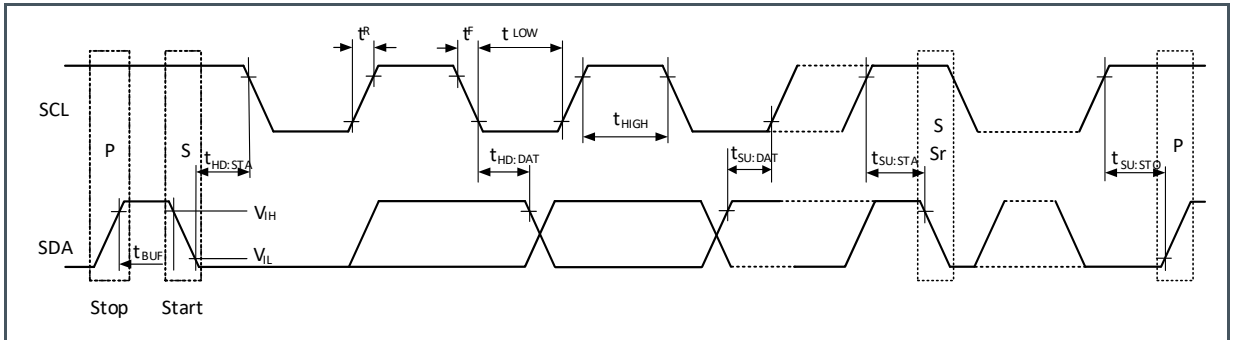 tR tF t LOW
SCL
P S tHD:STA tHIGH S
Sr P
tHD:DAT tSU:DAT tSU:STA tSU:STO
VIH
SDA tBUF VIL
Stop Start